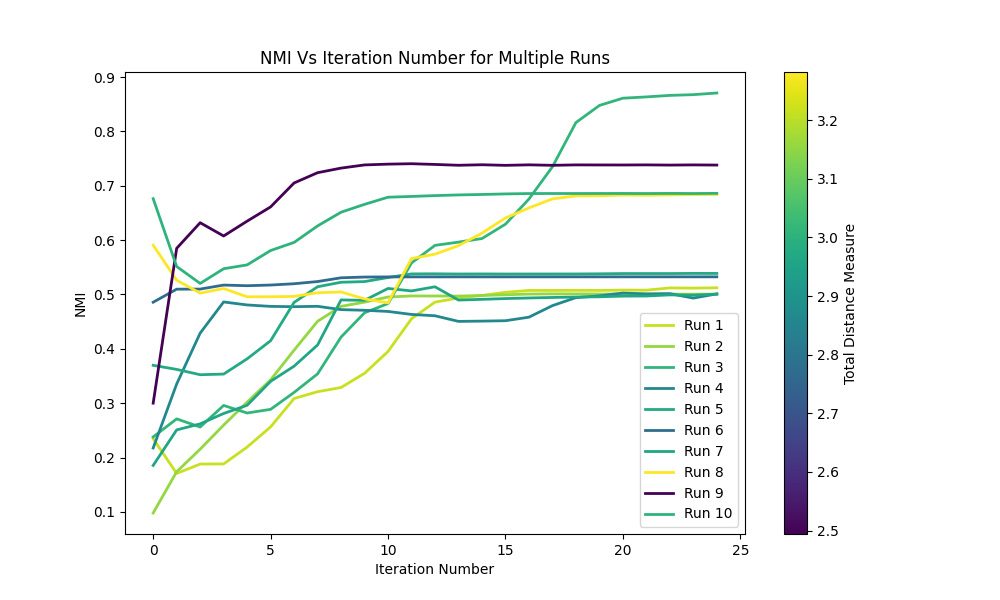 NMI Vs Iteration Number for Multiple Runs
NMI
0.9
0.8
0.7
0.6
0.5
0.4
0.3
0.2
0.1
0 5 10 15 20 25
Iteration Number
Run 1
Run 2
Run 3
Run 4
Run 5
Run 6
Run 7
Run 8
Run 9
Run 10
3.2
3.1
3.0
2.9
2.8
2.7
2.6
2.5
Total Distance Measure